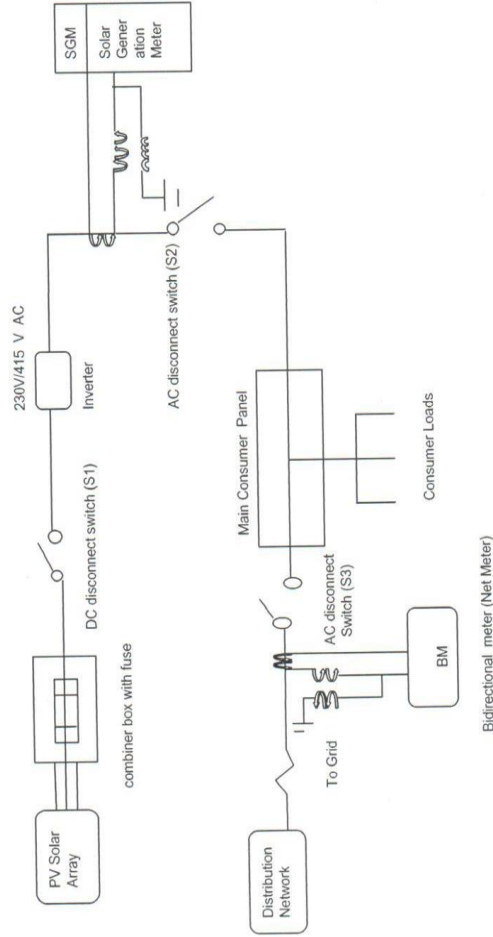 PV Solar
Array
combiner box with fuse
DC disconnect switch (S1)
230V/415 V AC
Inverter
SGM
Solar
Gener
ation
Meter
AC disconnect switch (S2)
Main Consumer Panel
Consumer Loads
AC disconnect
Switch (S3)
BM
Bidirectional meter (Net Meter)
To Grid
Distribution
Network